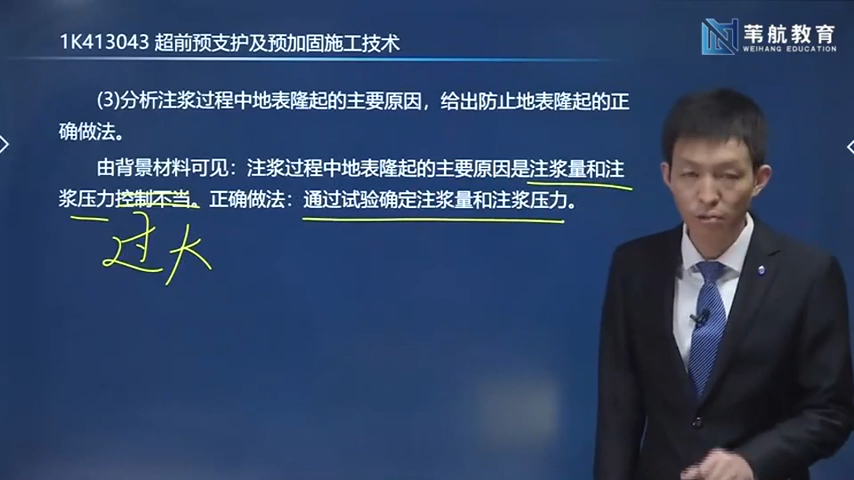 1K413043 超前预支护及预加固施工技术
苇航教育
WEIHANG EDUCATION
(3)分析注浆过程中地表隆起的主要原因，给出防止地表隆起的正
确做法。
由背景材料可见：注浆过程中地表隆起的主要原因是注浆量和注
浆压力控制不当。正确做法：通过试验确定注浆量和注浆压力。
过大